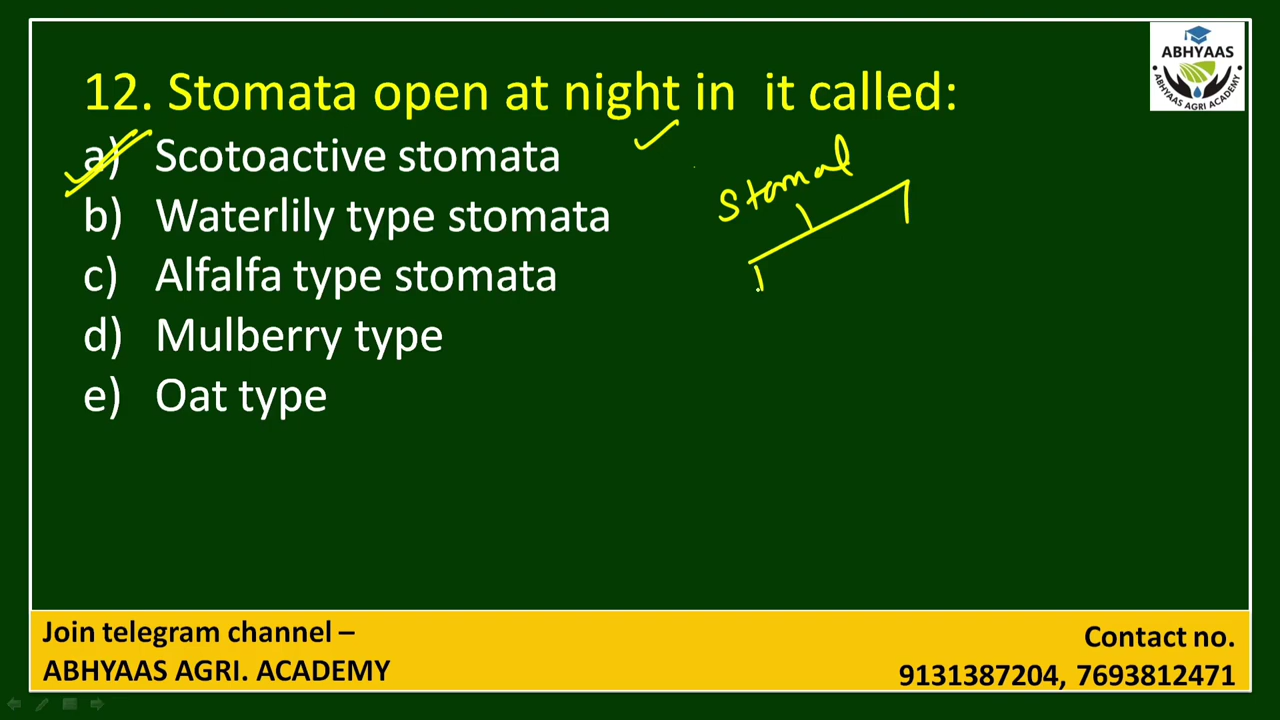 ABHYAAS
ABHYAAS AGRI ACADEMY
12. Stomata open at night in  it called:
a) Scotoactive stomata
b) Waterlily type stomata
c) Alfalfa type stomata
d) Mulberry type
e) Oat type
Stomal
Join telegram channel –
ABHYAAS AGRI. ACADEMY
Contact no.
9131387204, 7693812471